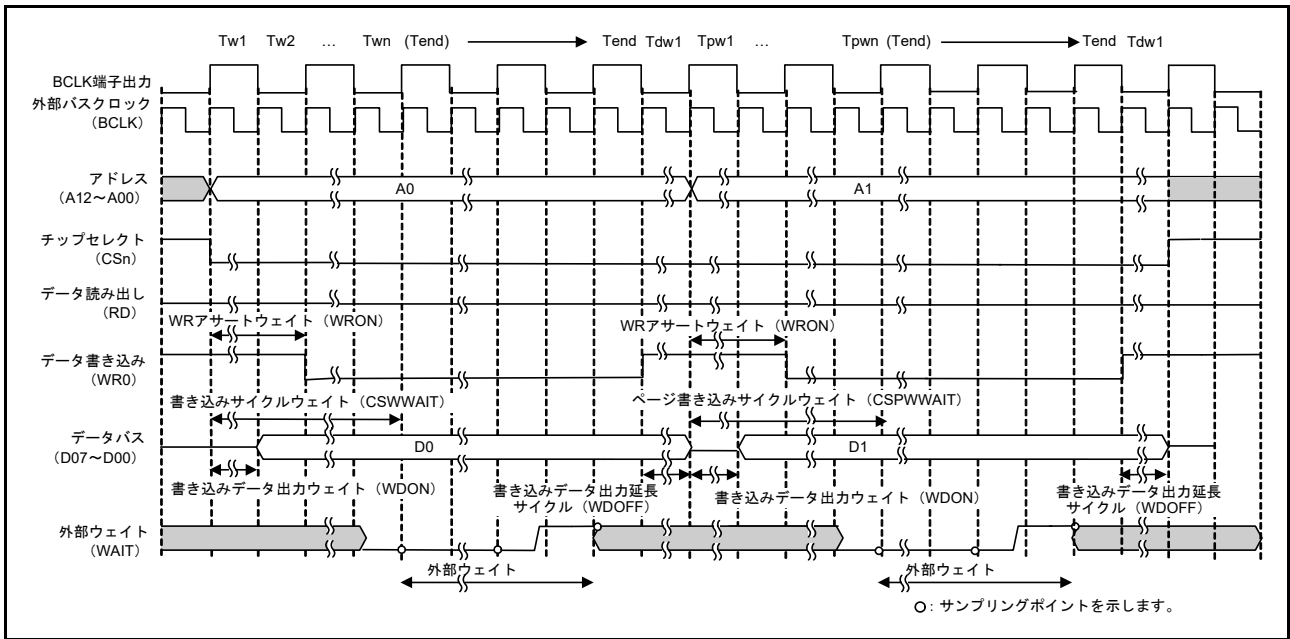 Tw1 Tw2 … Twn (Tend) Tend Tdw1 Tpw1 … Tpwn (Tend) Tend Tdw1
BCLK端子出力
外部バスクロック
(BCLK)
アドレス
(A12~A00)
A0 A1
チップセレクト
(CSn)
データ読み出し
(RD)
WRアサートウェイト(WRON) WRアサートウェイト(WRON)
データ書き込み
(WR0)
書き込みサイクルウェイト(CSWWAIT) ページ書き込みサイクルウェイト(CSPWWAIT)
データバス
(D07~D00)
D0 D1
書き込みデータ出力ウェイト(WDON) 書き込みデータ出力延長 書き込みデータ出力ウェイト(WDON) 書き込みデータ出力延長
サイクル(WDOFF) サイクル(WDOFF)
外部ウェイト
(WAIT)
外部ウェイト 外部ウェイト
O:サンプリングポイントを示します。